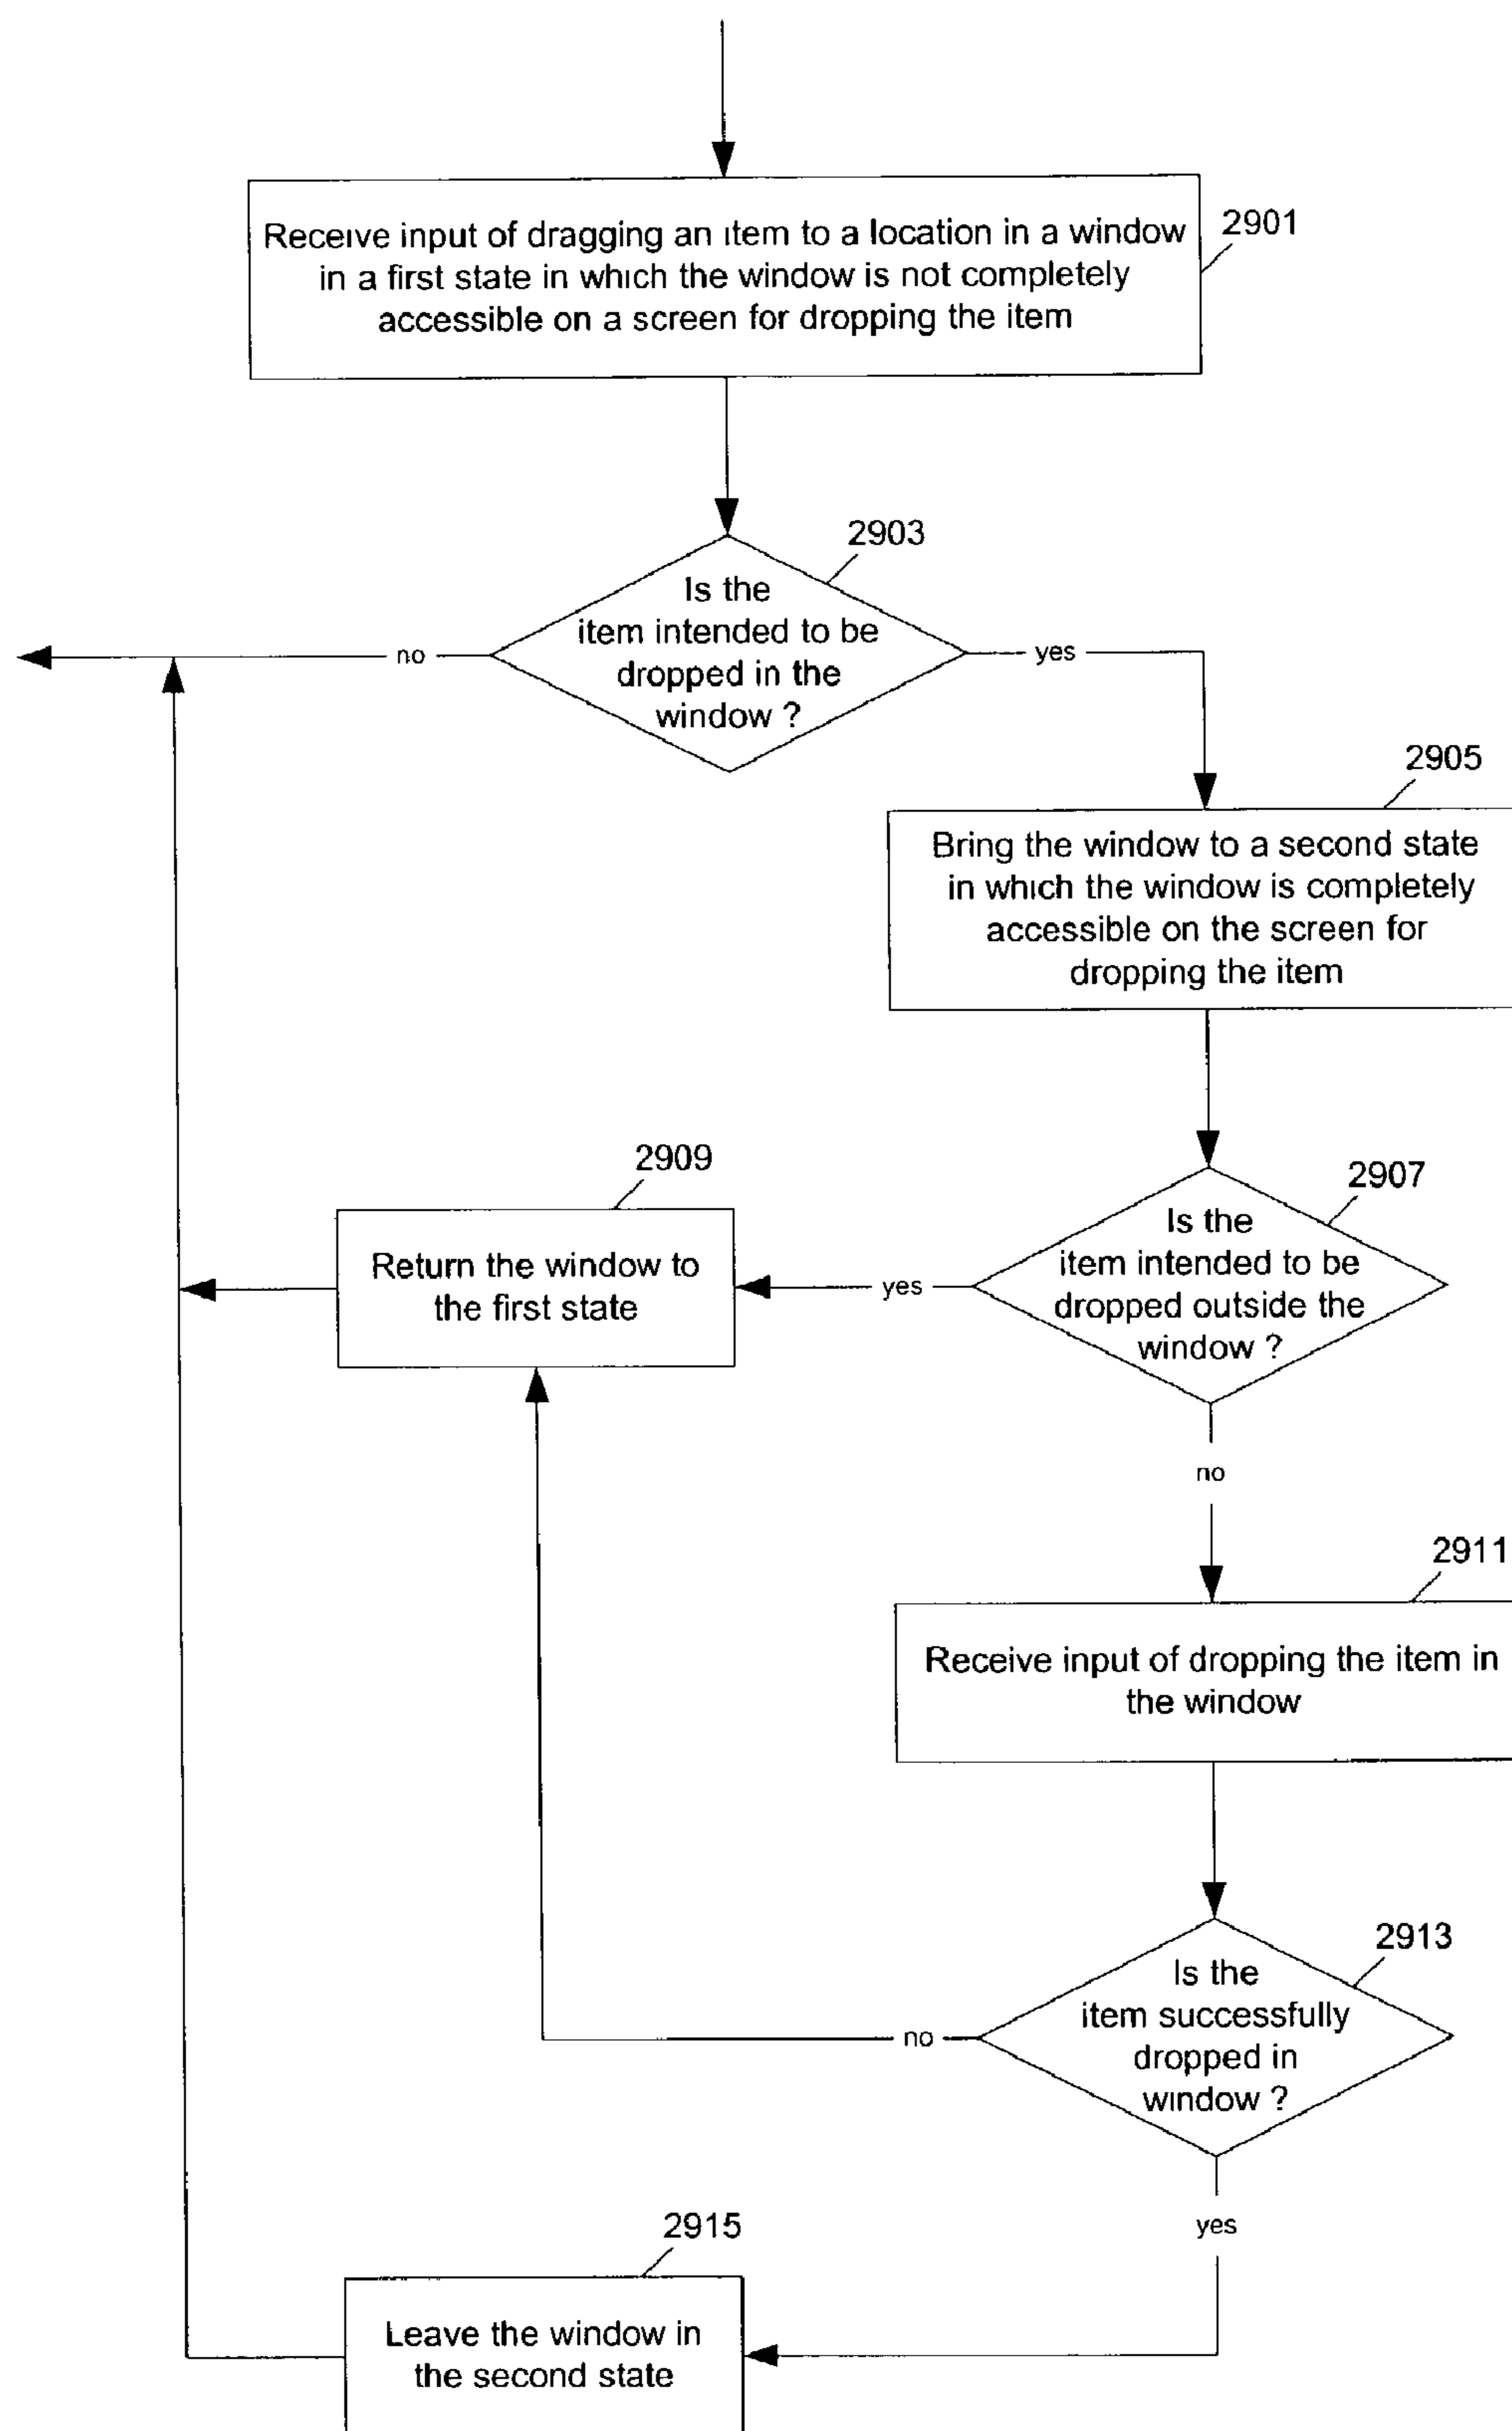 Receive input of dragging an item to a location in a window
in a first state in which the window is not completely
accessible on a screen for dropping the item
2901
2903
Is the
item intended to be
dropped in the
window ?
no
yes
2905
Bring the window to a second state
in which the window is completely
accessible on the screen for
dropping the item
2909
Return the window to
the first state
yes
2907
Is the
item intended to be
dropped outside the
window ?
no
2911
Receive input of dropping the item in
the window
2913
Is the
item successfully
dropped in
window ?
no
yes
2915
Leave the window in
the second state